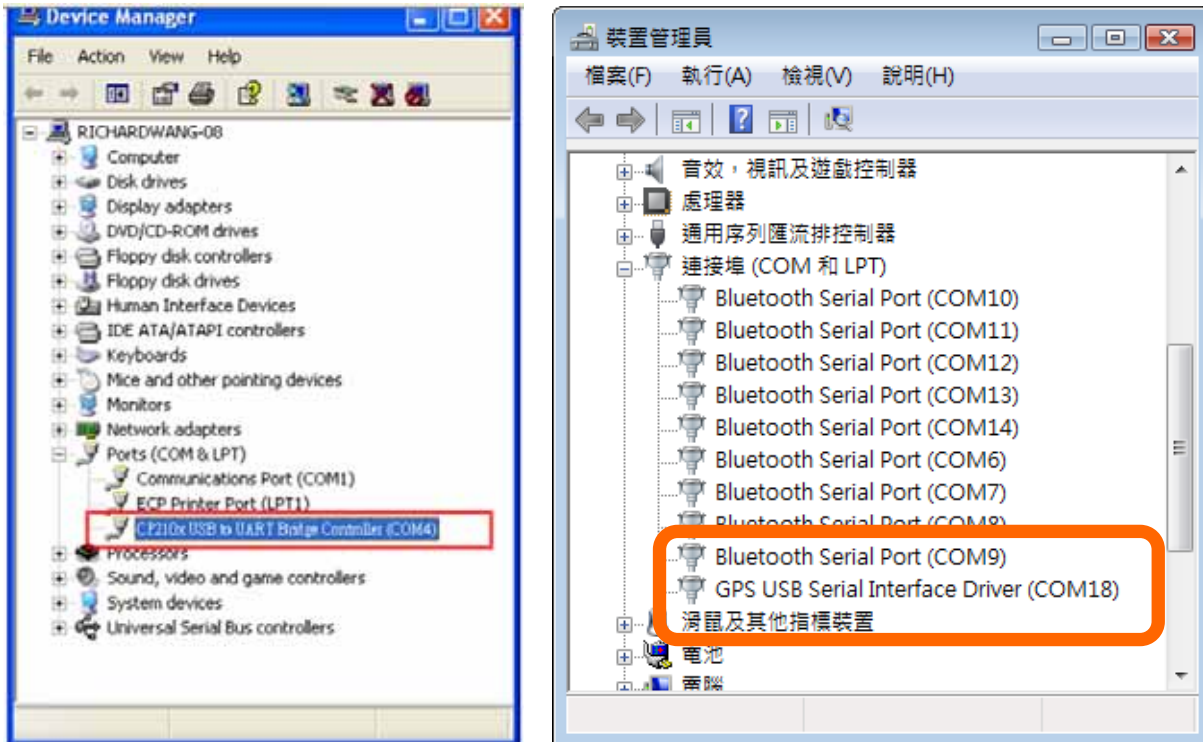 Device Manager
File Action View Help
RICHARDWANG-08
Computer
Disk drives
Display adapters
DVD/CD-ROM drives
Floppy disk controllers
Floppy disk drives
Human Interface Devices
IDE ATA/ATAPI controllers
Keyboards
Mice and other pointing devices
Monitors
Network adapters
Ports (COM & LPT)
Communications Port (COM1)
ECP Printer Port (LPT1)
CP210x USB to UART Bridge Controller (COM4)
Processors
Sound, video and game controllers
System devices
Universal Serial Bus controllers
裝置管理員
檔案(F) 執行(A) 檢視(V) 說明(H)
音效，視訊及遊戲控制器
處理器
通用序列匯流排控制器
連接埠 (COM 和 LPT)
Bluetooth Serial Port (COM10)
Bluetooth Serial Port (COM11)
Bluetooth Serial Port (COM12)
Bluetooth Serial Port (COM13)
Bluetooth Serial Port (COM14)
Bluetooth Serial Port (COM6)
Bluetooth Serial Port (COM7)
Bluetooth Serial Port (COM8)
Bluetooth Serial Port (COM9)
GPS USB Serial Interface Driver (COM18)
滑鼠及其他指標裝置
電池
電腦